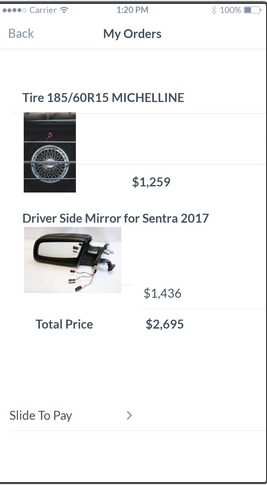 Carrier 1:20 PM 100%
Back My Orders
Tire 185/60R15 MICHELLINE
$1,259
Driver Side Mirror for Sentra 2017
$1,436
Total Price $2,695
Slide To Pay >